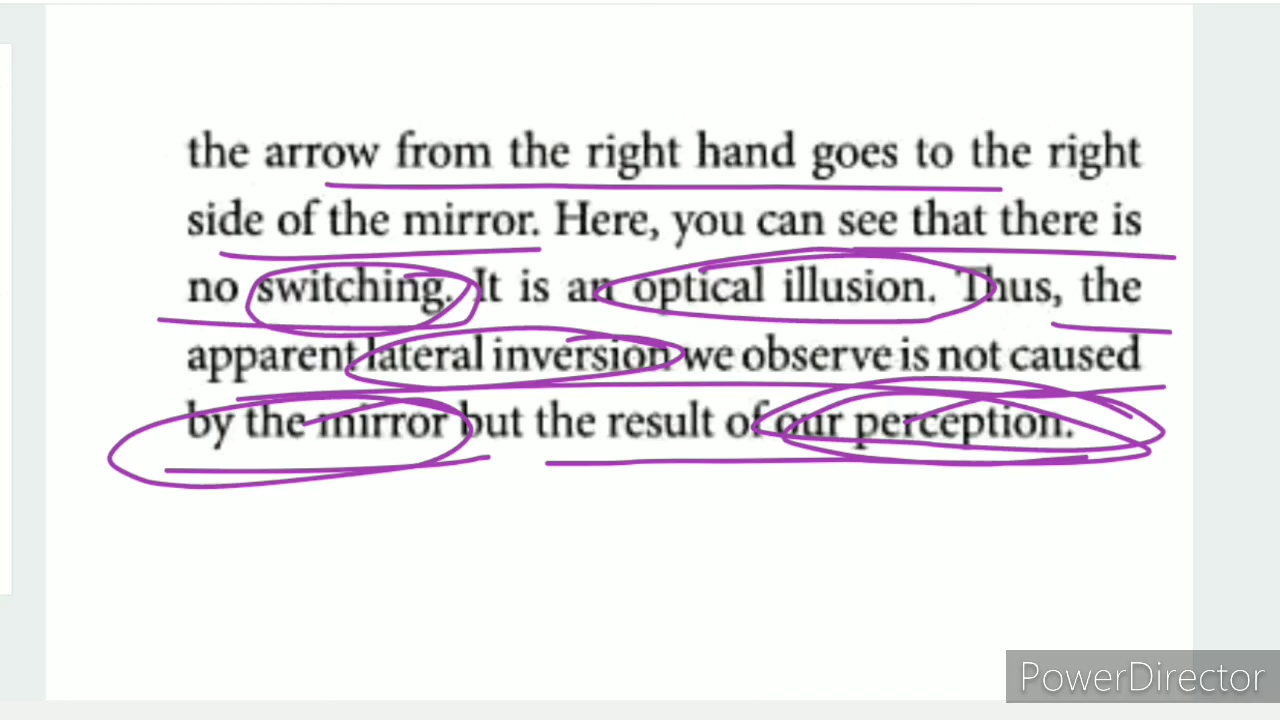 the arrow from the right hand goes to the right
side of the mirror. Here, you can see that there is
no switching. It is an optical illusion. Thus, the
apparent lateral inversion we observe is not caused
by the mirror but the result of our perception.
PowerDirector